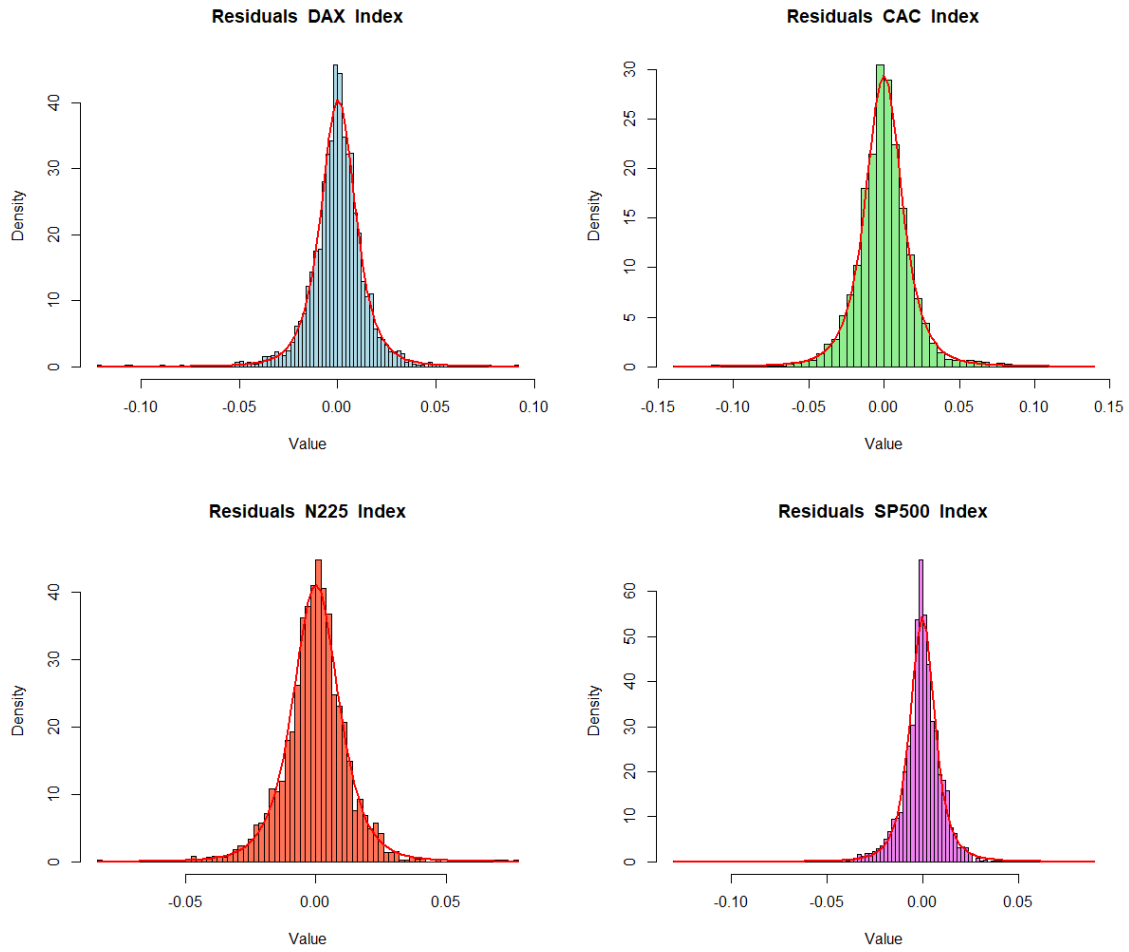 Residuals DAX Index
Density
40
30
20
10
0
-0.10 -0.05 0.00 0.05 0.10
Value
Residuals CAC Index
Density
30
25
20
15
10
5
0
-0.15 -0.10 -0.05 0.00 0.05 0.10 0.15
Value
Residuals N225 Index
Density
40
30
20
10
0
-0.05 0.00 0.05
Value
Residuals SP500 Index
Density
60
50
40
30
20
10
0
-0.10 -0.05 0.00 0.05
Value